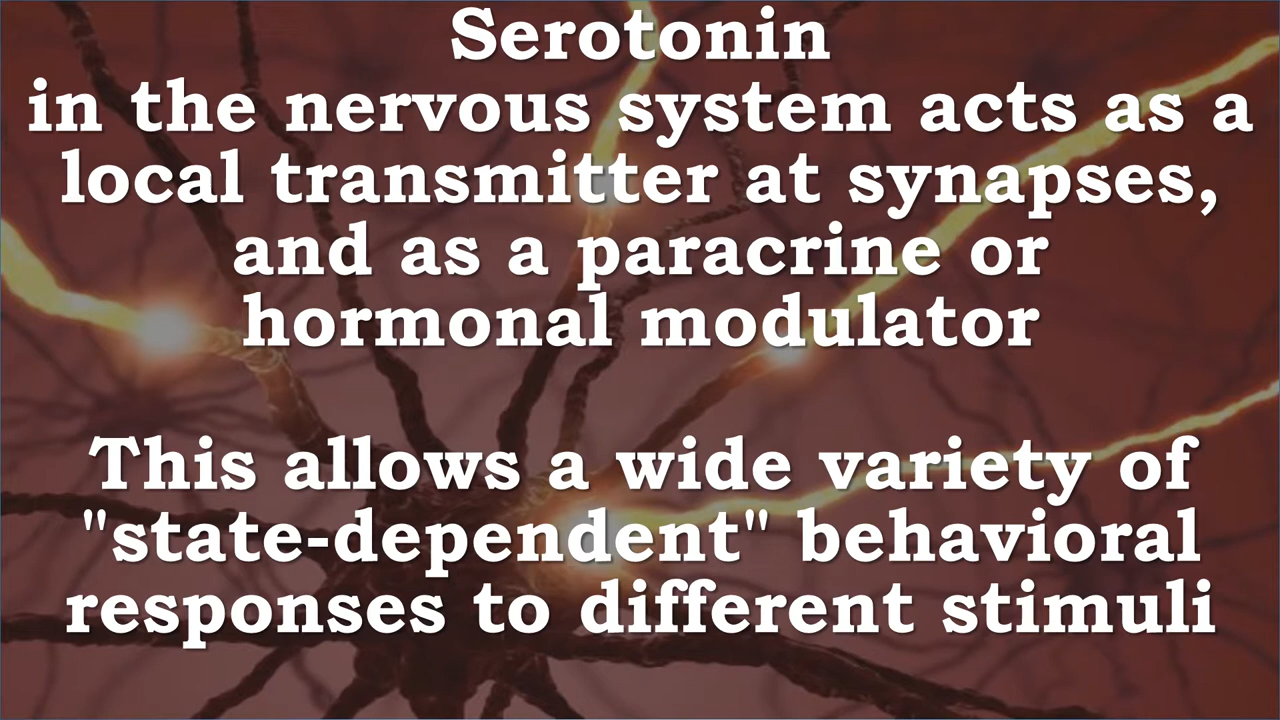 Serotonin
in the nervous system acts as a
local transmitter at synapses,
and as a paracrine or
hormonal modulator
This allows a wide variety of
"state-dependent" behavioral
responses to different stimuli